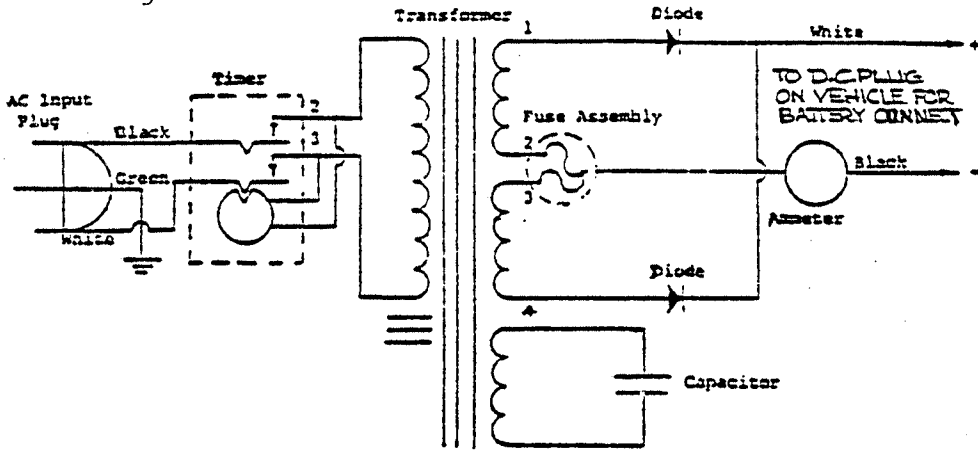 Transformer
Diode
1
White
+
Timer
TO D.C. PLUG
ON VEHICLE FOR
BATTERY CONNECT
AC Input
Plug
2
Fuse Assembly
Black
3
2
Black
-
Green
3
Ammeter
White
Diode
4
Capacitor